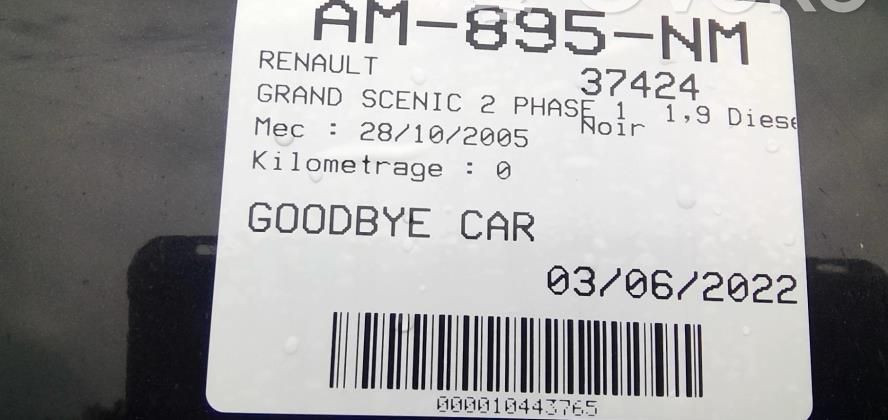 AM-895-NM
RENAULT
37424
GRAND SCENIC 2 PHASE 1 1,9 Diese
Noir
Mec : 28/10/2005
Kilometrage : 0
GOODBYE CAR
03/06/2022
000010443765